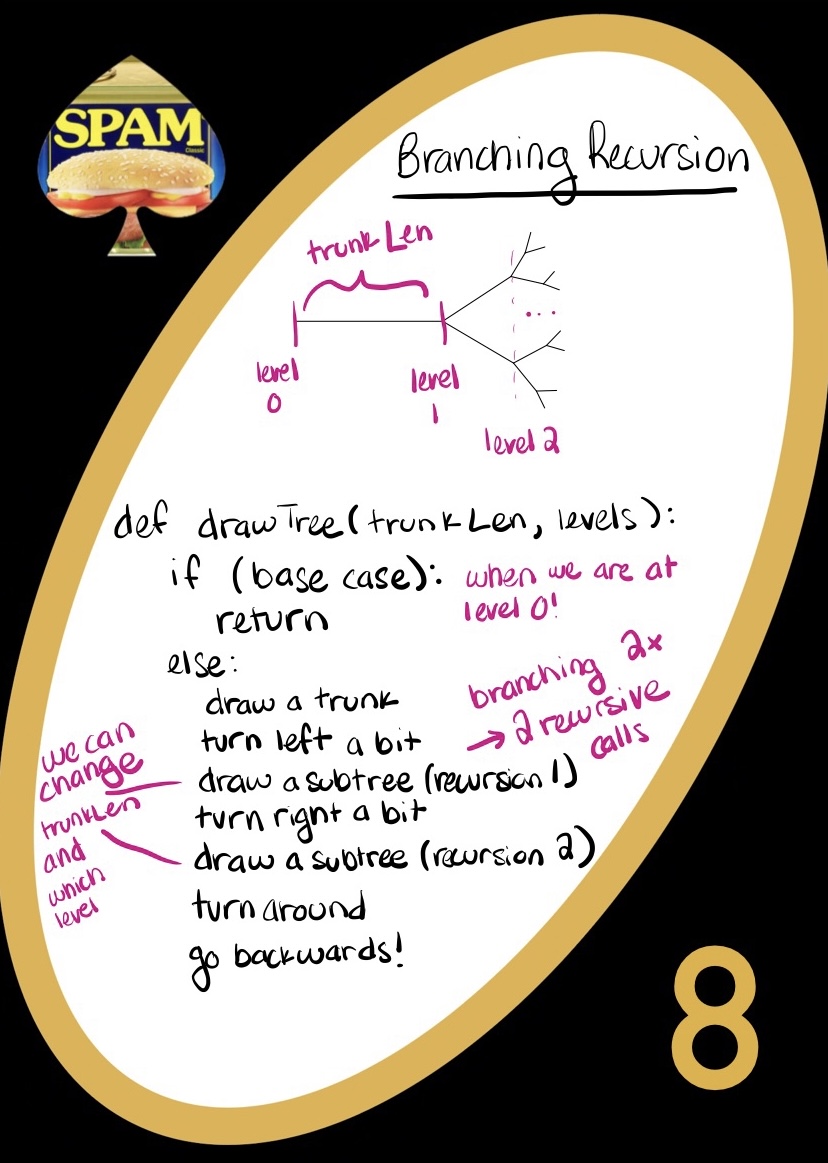 SPAM
Classic
Branching Recursion
trunk Len
level
0
level
1
level 2
def drawTree(trunkLen, levels):
if (base case): when we are at
level 0!
return
else:
draw a trunk
branching 2x
→ 2 recursive
calls
turn left a bit
we can
change
trunkLen
and
which
level
draw a subtree (recursion 1)
turn right a bit
draw a subtree (recursion 2)
turn around
go backwards!
8